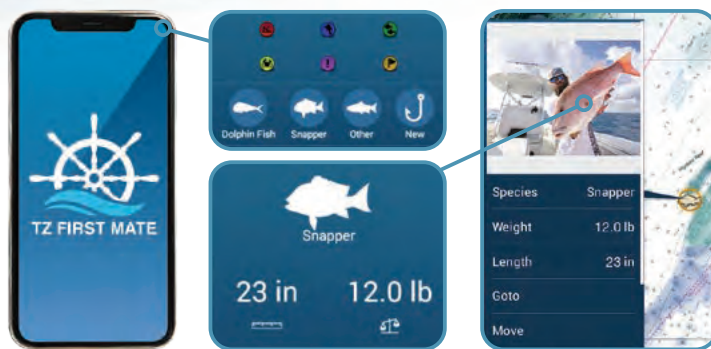 TZ FIRST MATE
Dolphin Fish Snapper Other New
Snapper
23 in 12.0 lb
Species Snapper
Weight 12.0 lb
Length 23 in
Goto
Move